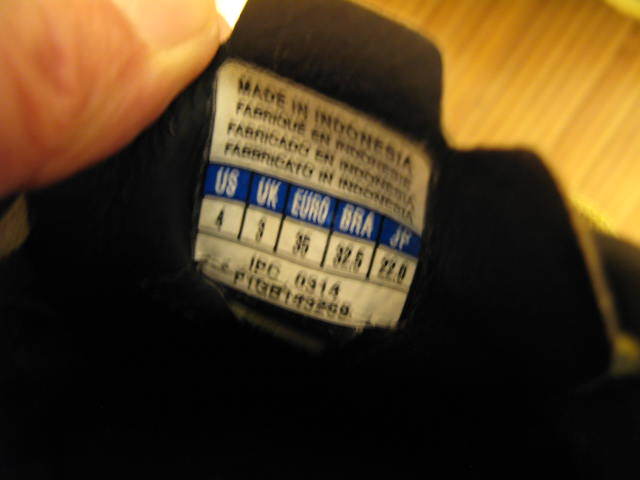 MADE IN INDONESIA
FABRIQUÉ EN INDONESIE
FABRICADO EN INDONESIA
FABBRICATO IN INDONESIA
US UK EURO BRA JP
4 3 35 32.5 22.0
IPC 0314